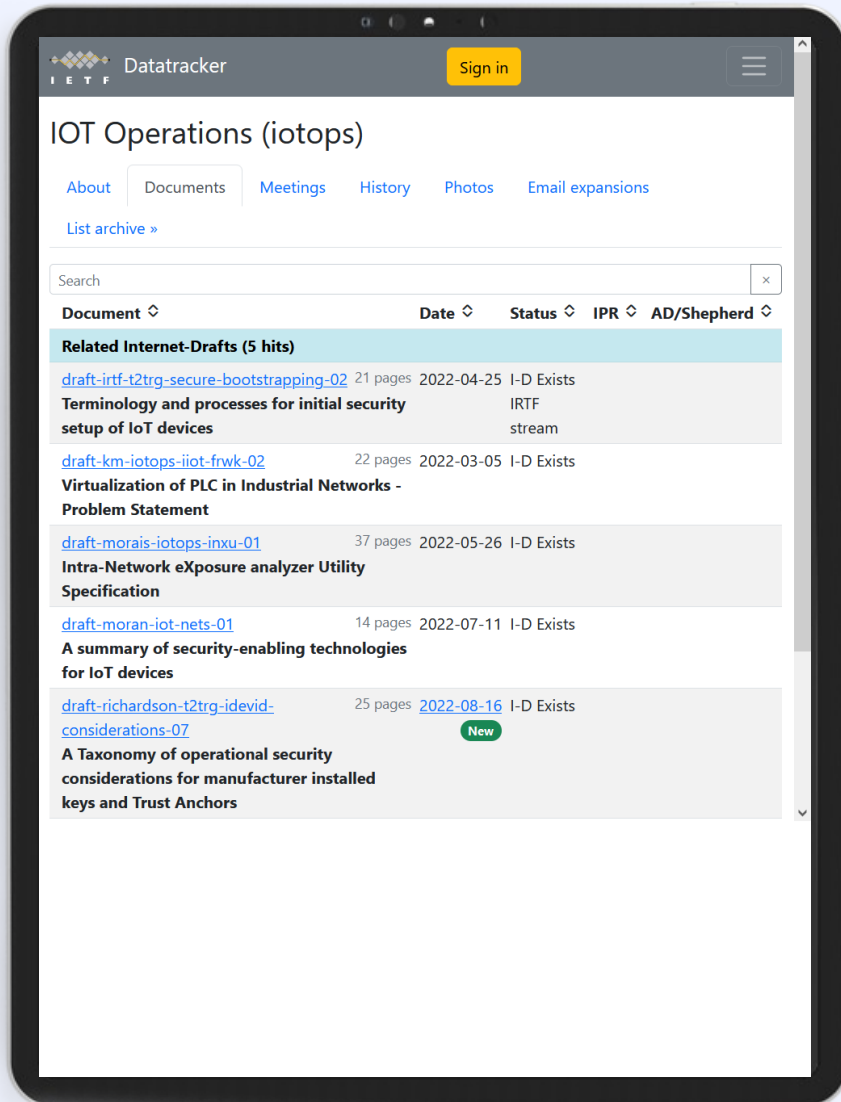 I E T F
Datatracker
Sign in
IOT Operations (iotops)
About Documents Meetings History Photos Email expansions
List archive »
Search ×
Document Date Status IPR AD/Shepherd
Related Internet-Drafts (5 hits)
draft-irtf-t2trg-secure-bootstrapping-02 21 pages 2022-04-25 I-D Exists
Terminology and processes for initial security IRTF
setup of IoT devices stream
draft-km-iotops-iiot-frwk-02 22 pages 2022-03-05 I-D Exists
Virtualization of PLC in Industrial Networks -
Problem Statement
draft-morais-iotops-inxu-01 37 pages 2022-05-26 I-D Exists
Intra-Network eXposure analyzer Utility
Specification
draft-moran-iot-nets-01 14 pages 2022-07-11 I-D Exists
A summary of security-enabling technologies
for IoT devices
draft-richardson-t2trg-idevid- 25 pages 2022-08-16 I-D Exists
considerations-07 New
A Taxonomy of operational security
considerations for manufacturer installed
keys and Trust Anchors